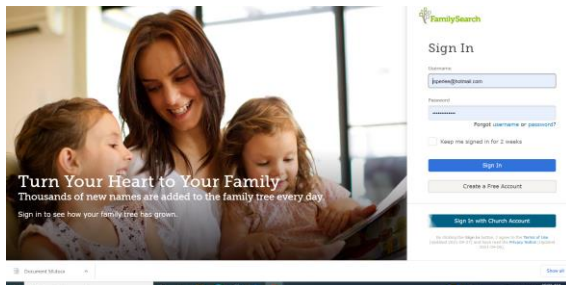 FamilySearch
Sign In
Username
Password
Forgot username or password?
Keep me signed in for 2 weeks
Sign In
Create a Free Account
Sign In with Church Account
Turn Your Heart to Your Family
Thousands of new names are added to the family tree every day.
Sign in to see how your family tree has grown.
Show all